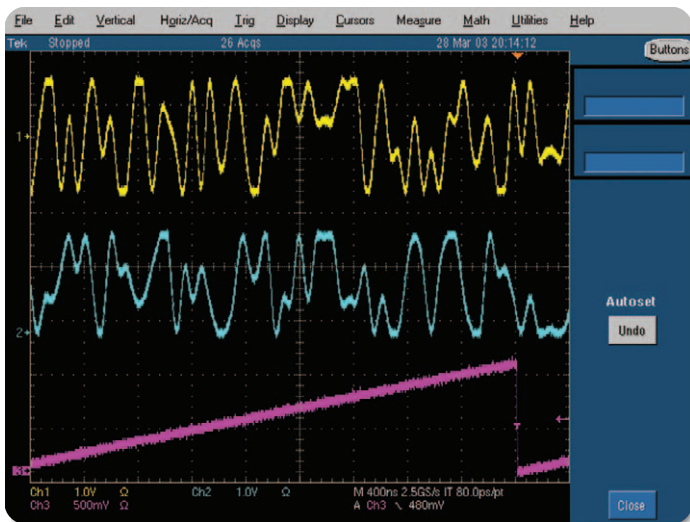 File Edit Vertical Horiz/Acq Trig Display Cursors Measure Math Utilities Help
Tek Stopped 26 Acqs 28 Mar 03 20:14:12 Buttons
1
2
T
3
Autoset
Undo
Ch1 1.0V Ω Ch2 1.0V Ω M 400ns 2.5GS/s IT 80.0ps/pt
Ch3 500mV Ω A Ch3 ∖ 480mV
Close